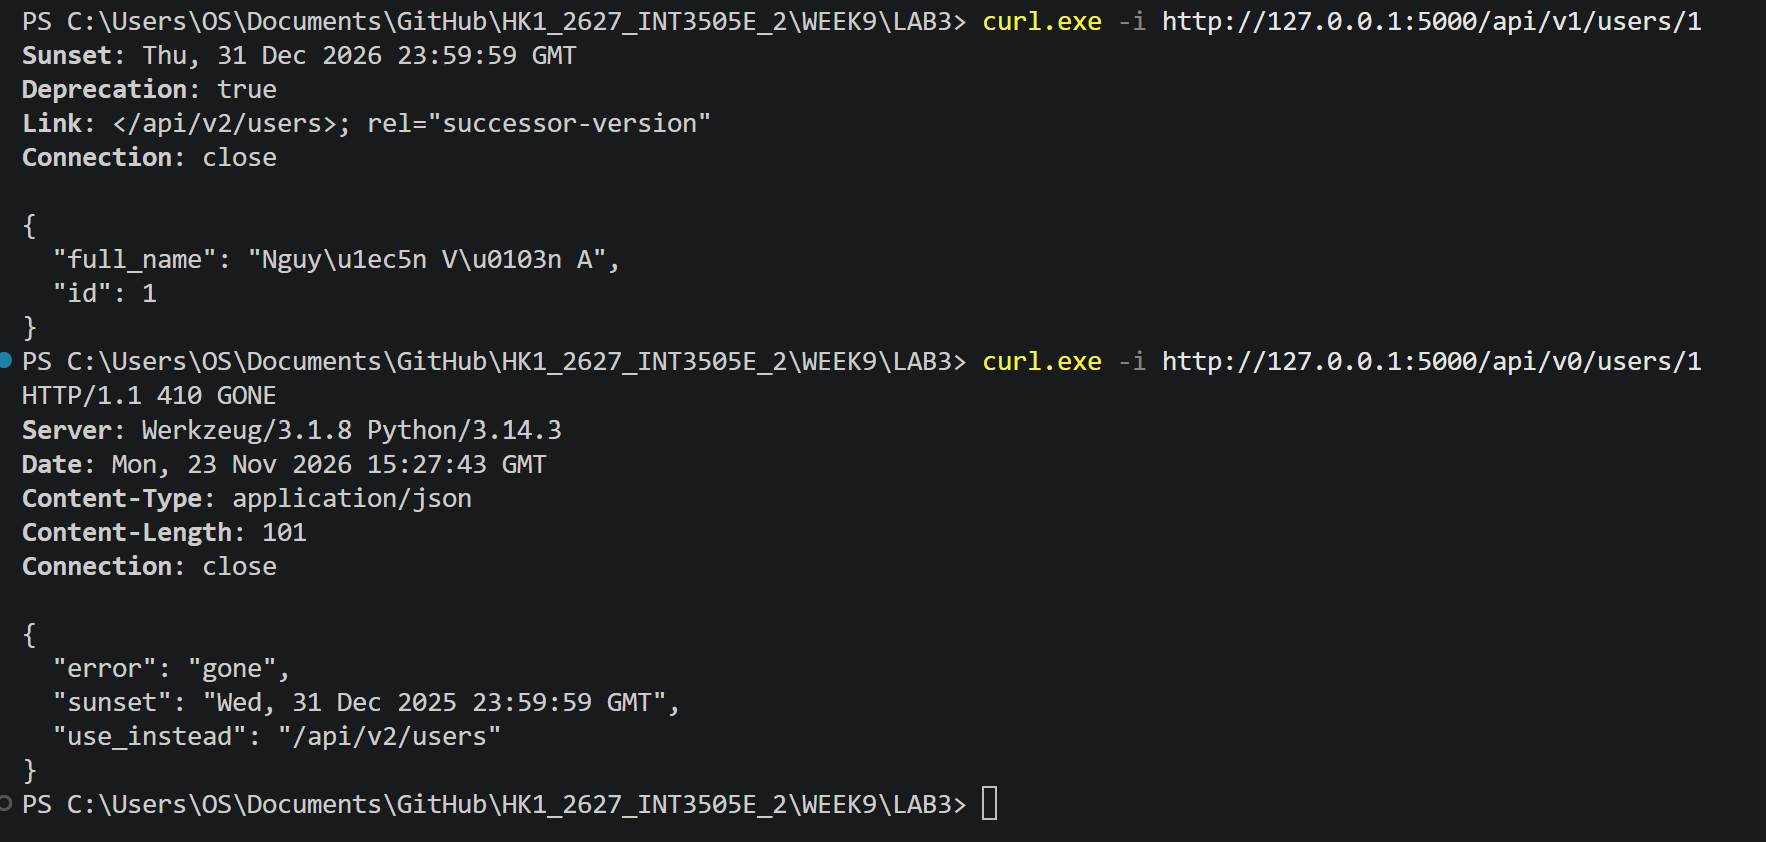 PS C:\Users\OS\Documents\GitHub\HK1_2627_INT3505E_2\WEEK9\LAB3> curl.exe -i http://127.0.0.1:5000/api/v1/users/1
Sunset: Thu, 31 Dec 2026 23:59:59 GMT
Deprecation: true
Link: </api/v2/users>; rel="successor-version"
Connection: close

{
  "full_name": "Nguy\u1ec5n V\u0103n A",
  "id": 1
}
PS C:\Users\OS\Documents\GitHub\HK1_2627_INT3505E_2\WEEK9\LAB3> curl.exe -i http://127.0.0.1:5000/api/v0/users/1
HTTP/1.1 410 GONE
Server: Werkzeug/3.1.8 Python/3.14.3
Date: Mon, 23 Nov 2026 15:27:43 GMT
Content-Type: application/json
Content-Length: 101
Connection: close

{
  "error": "gone",
  "sunset": "Wed, 31 Dec 2025 23:59:59 GMT",
  "use_instead": "/api/v2/users"
}
PS C:\Users\OS\Documents\GitHub\HK1_2627_INT3505E_2\WEEK9\LAB3>